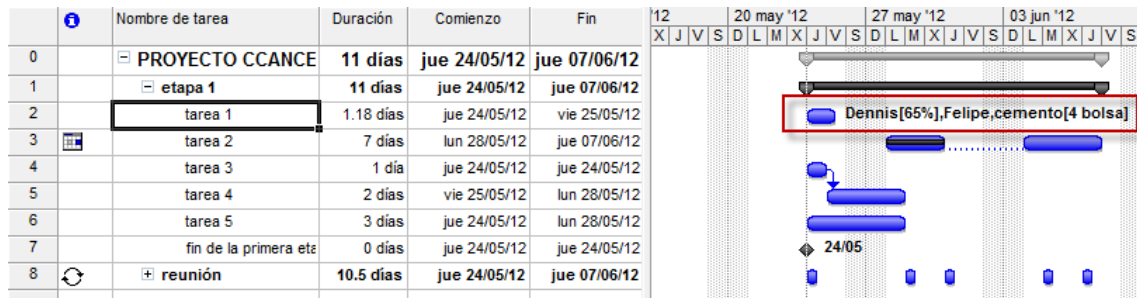 Nombre de tarea Duración Comienzo Fin '12 20 may '12 27 may '12 03 jun '12
X J V S D L M X J V S D L M X J V S D L M X J V S
0 PROYECTO CCANCE 11 días jue 24/05/12 jue 07/06/12
1 etapa 1 11 días jue 24/05/12 jue 07/06/12
2 tarea 1 1.18 días jue 24/05/12 vie 25/05/12 Dennis[65%],Felipe,cemento[4 bolsa]
3 tarea 2 7 días lun 28/05/12 jue 07/06/12
4 tarea 3 1 día jue 24/05/12 jue 24/05/12
5 tarea 4 2 días vie 25/05/12 lun 28/05/12
6 tarea 5 3 días jue 24/05/12 lun 28/05/12
7 fin de la primera eta 0 días jue 24/05/12 jue 24/05/12 24/05
8 reunión 10.5 días jue 24/05/12 jue 07/06/12